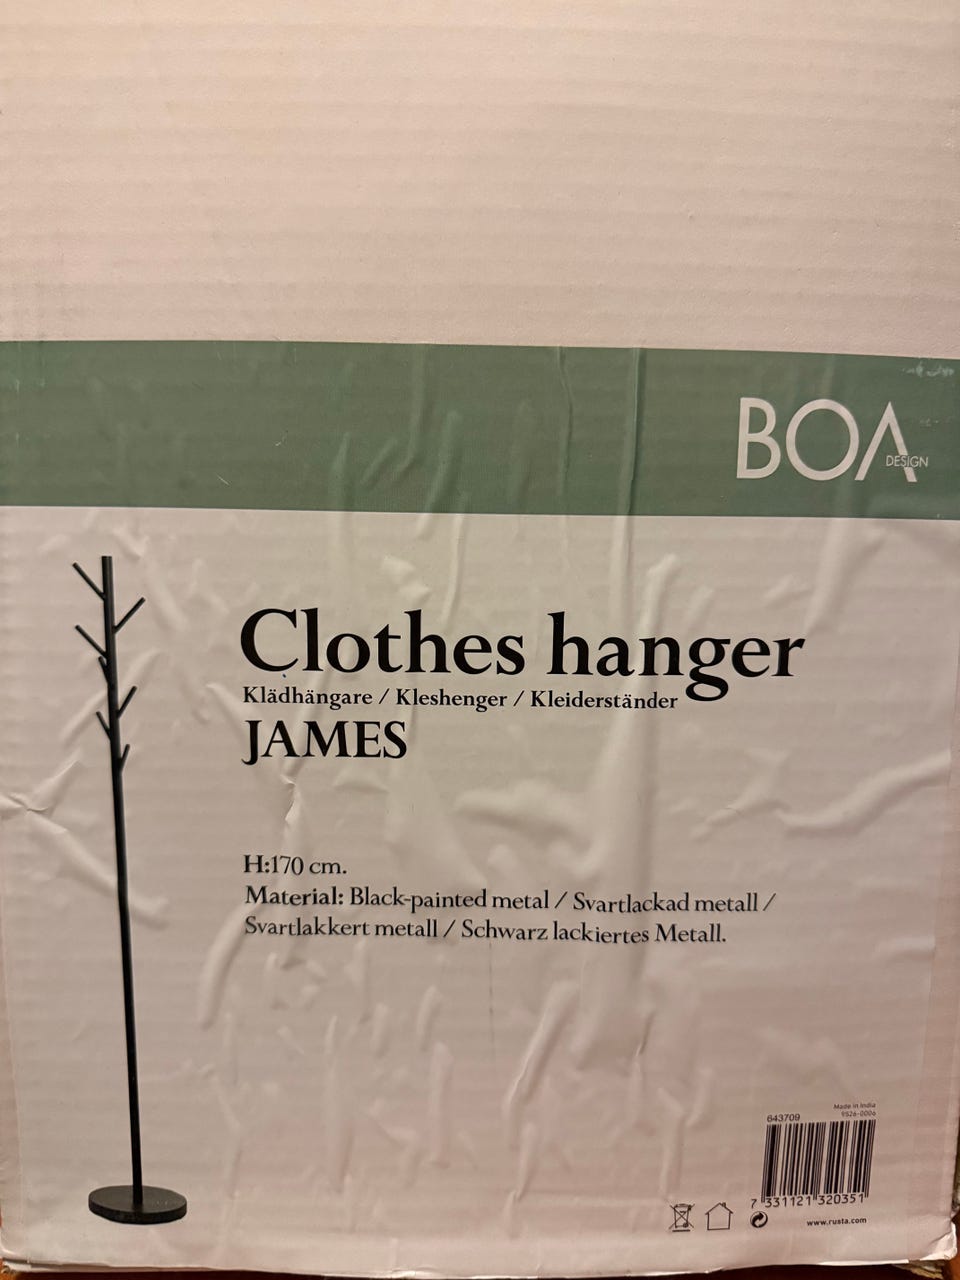 BOA
DESIGN
Clothes hanger
Klädhängare / Kleshenger / Kleiderständer
JAMES
H:170 cm.
Material: Black-painted metal / Svartlackad metall /
Svartlakkert metall / Schwarz lackiertes Metall.
Made in India
643709
9526-0006
7 331121 320351
www.rusta.com